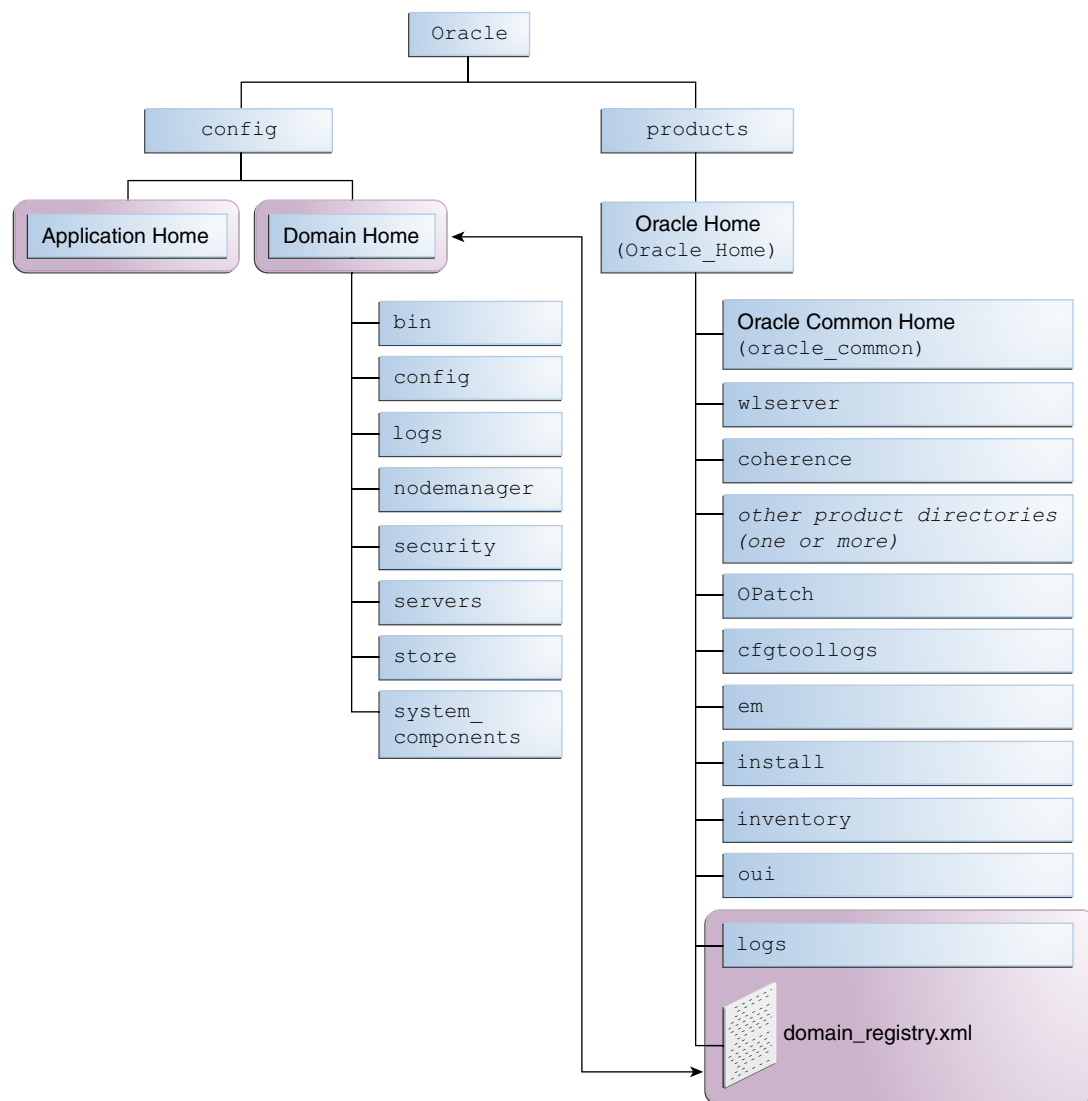 Oracle
config
products
Application Home
Domain Home
Oracle Home
(Oracle_Home)
bin
config
logs
nodemanager
security
servers
store
system_
components
Oracle Common Home
(oracle_common)
wlserver
coherence
other product directories
(one or more)
OPatch
cfgtoollogs
em
install
inventory
oui
logs
domain_registry.xml